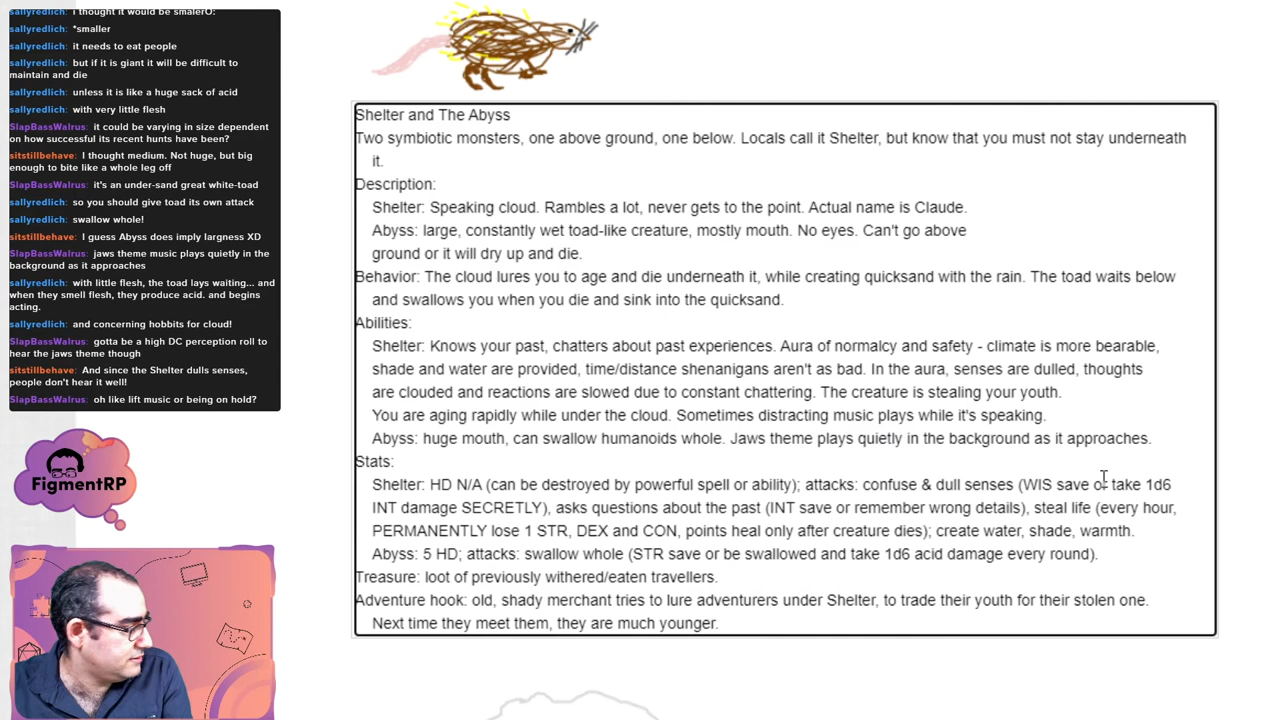 sallyredlich: i thought it would be smalerO:
sallyredlich: *smaller
sallyredlich: it needs to eat people
sallyredlich: but if it is giant it will be difficult to
maintain and die
sallyredlich: unless it is like a huge sack of acid
sallyredlich: with very little flesh
SlapBassWalrus: it could be varying in size dependent
on how successful its recent hunts have been?
sitstillbehave: I thought medium. Not huge, but big
enough to bite like a whole leg off
SlapBassWalrus: it's an under-sand great white-toad
sallyredlich: so you should give toad its own attack
sallyredlich: swallow whole!
sitstillbehave: I guess Abyss does imply largness XD
SlapBassWalrus: jaws theme music plays quietly in the
background as it approaches
sallyredlich: with little flesh, the toad lays waiting... and
when they smell flesh, they produce acid. and begins
acting.
sallyredlich: and concerning hobbits for cloud!
SlapBassWalrus: gotta be a high DC perception roll to
hear the jaws theme though
sitstillbehave: And since the Shelter dulls senses,
people don't hear it well!
SlapBassWalrus: oh like lift music or being on hold?
FigmentRP
Shelter and The Abyss
Two symbiotic monsters, one above ground, one below. Locals call it Shelter, but know that you must not stay underneath
it.
Description:
Shelter: Speaking cloud. Rambles a lot, never gets to the point. Actual name is Claude.
Abyss: large, constantly wet toad-like creature, mostly mouth. No eyes. Can't go above
ground or it will dry up and die.
Behavior: The cloud lures you to age and die underneath it, while creating quicksand with the rain. The toad waits below
and swallows you when you die and sink into the quicksand.
Abilities:
Shelter: Knows your past, chatters about past experiences. Aura of normalcy and safety - climate is more bearable,
shade and water are provided, time/distance shenanigans aren't as bad. In the aura, senses are dulled, thoughts
are clouded and reactions are slowed due to constant chattering. The creature is stealing your youth.
You are aging rapidly while under the cloud. Sometimes distracting music plays while it's speaking.
Abyss: huge mouth, can swallow humanoids whole. Jaws theme plays quietly in the background as it approaches.
Stats:
Shelter: HD N/A (can be destroyed by powerful spell or ability); attacks: confuse & dull senses (WIS save or take 1d6
INT damage SECRETLY), asks questions about the past (INT save or remember wrong details), steal life (every hour,
PERMANENTLY lose 1 STR, DEX and CON, points heal only after creature dies); create water, shade, warmth.
Abyss: 5 HD; attacks: swallow whole (STR save or be swallowed and take 1d6 acid damage every round).
Treasure: loot of previously withered/eaten travellers.
Adventure hook: old, shady merchant tries to lure adventurers under Shelter, to trade their youth for their stolen one.
Next time they meet them, they are much younger.